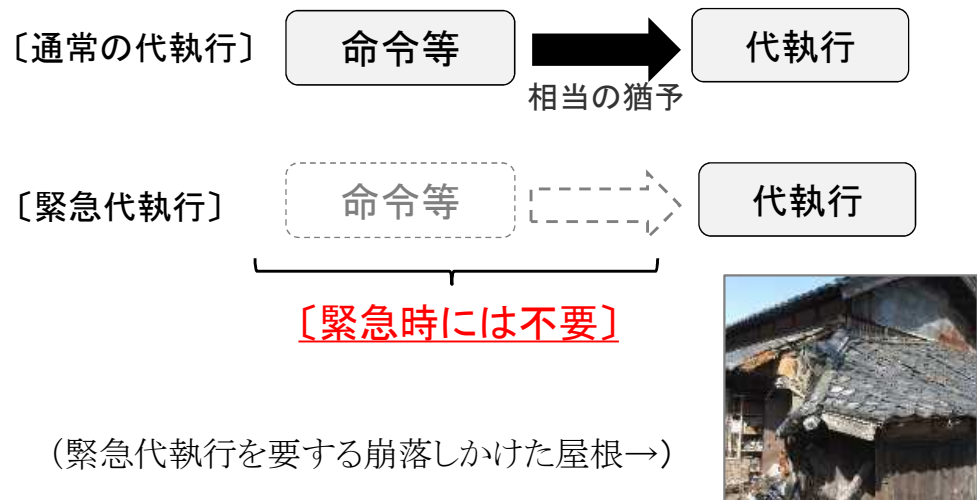 〔通常の代執行〕 命令等 代執行
相当の猶予
〔緊急代執行〕 命令等 代執行
〔緊急時には不要〕
（緊急代執行を要する崩落しかけた屋根→）